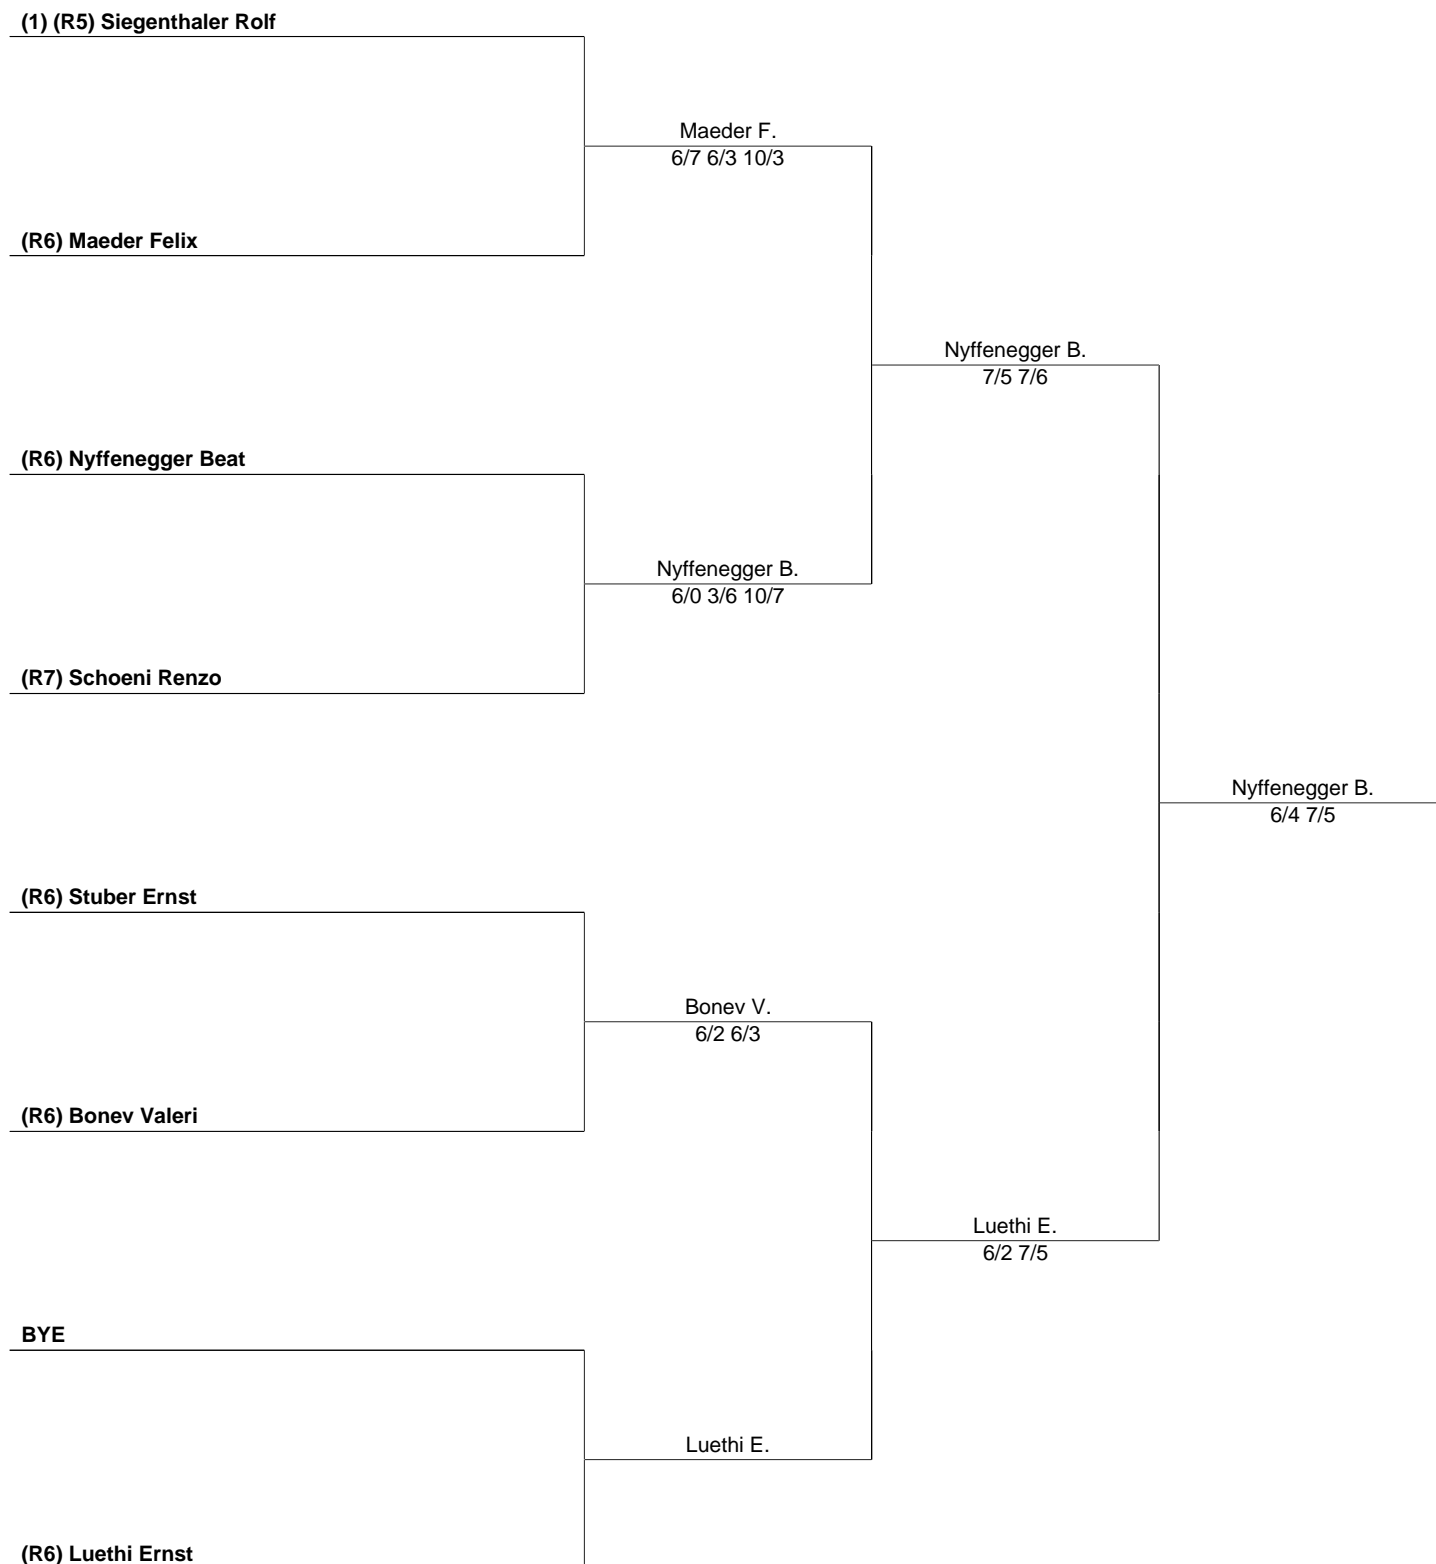 (1) (R5) Siegenthaler Rolf
Maeder F.
6/7 6/3 10/3
(R6) Maeder Felix
Nyffenegger B.
7/5 7/6
(R6) Nyffenegger Beat
Nyffenegger B.
6/0 3/6 10/7
(R7) Schoeni Renzo
Nyffenegger B.
6/4 7/5
(R6) Stuber Ernst
Bonev V.
6/2 6/3
(R6) Bonev Valeri
Luethi E.
6/2 7/5
BYE
Luethi E.
(R6) Luethi Ernst